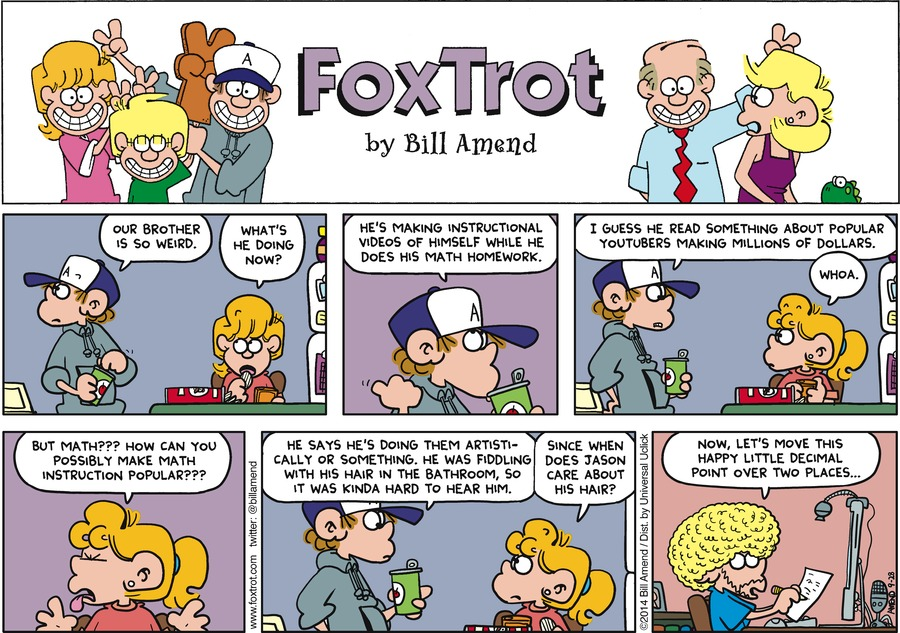 FoxTrot
by Bill Amend
OUR BROTHER
IS SO WEIRD.
WHAT'S
HE DOING
NOW?
HE'S MAKING INSTRUCTIONAL
VIDEOS OF HIMSELF WHILE HE
DOES HIS MATH HOMEWORK.
I GUESS HE READ SOMETHING ABOUT POPULAR
YOUTUBERS MAKING MILLIONS OF DOLLARS.
WHOA.
BUT MATH??? HOW CAN YOU
POSSIBLY MAKE MATH
INSTRUCTION POPULAR???
www.foxtrot.com twitter: @billamend
HE SAYS HE'S DOING THEM ARTISTI-
CALLY OR SOMETHING. HE WAS FIDDLING
WITH HIS HAIR IN THE BATHROOM, SO
IT WAS KINDA HARD TO HEAR HIM.
SINCE WHEN
DOES JASON
CARE ABOUT
HIS HAIR?
©2014 Bill Amend / Dist. by Universal Uclick
NOW, LET'S MOVE THIS
HAPPY LITTLE DECIMAL
POINT OVER TWO PLACES...
AMEND 9-28
A
A
A
A